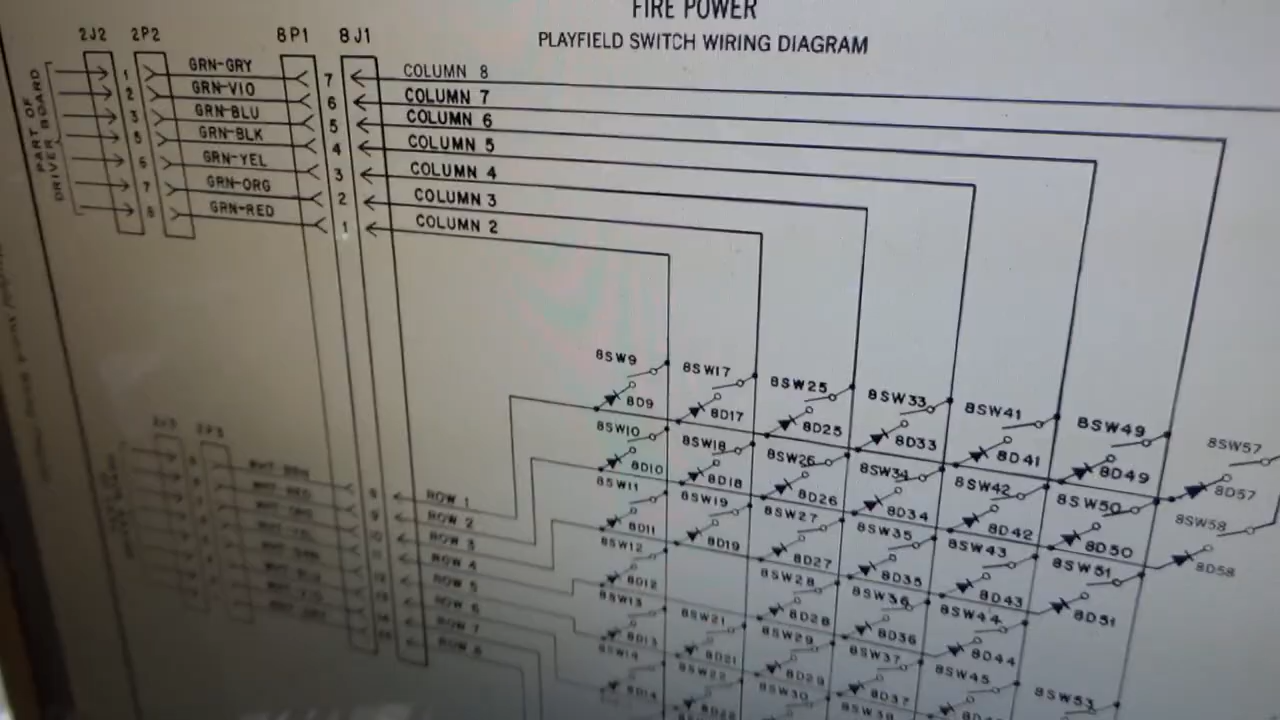 FIRE POWER
PLAYFIELD SWITCH WIRING DIAGRAM
2J2 2P2 8P1 8J1
PART OF
DRIVER BOARD
1 GRN-GRY 7 COLUMN 8
2 GRN-VIO 6 COLUMN 7
3 GRN-BLU 5 COLUMN 6
5 GRN-BLK 4 COLUMN 5
6 GRN-YEL 3 COLUMN 4
7 GRN-ORG 2 COLUMN 3
8 GRN-RED 1 COLUMN 2
8SW9 8SW17 8SW25 8SW33 8SW41 8SW49 8SW57
8D9 8D17 8D25 8D33 8D41 8D49 8D57
8SW10 8SW18 8SW26 8SW34 8SW42 8SW50 8SW58
8D10 8D18 8D26 8D34 8D42 8D50 8D58
8SW11 8SW19 8SW27 8SW35 8SW43 8SW51
8D11 8D19 8D27 8D35 8D43 8D51
8SW12 8SW28 8SW36 8SW44
8D12 8D28 8D36 8D44
8SW13 8SW21 8SW29 8SW37 8SW45 8SW53
8D13 8D21 8D29 8D37
8SW14 8SW22 8SW30
8D14
ROW 1
ROW 2
ROW 3
ROW 4
ROW 5
ROW 6
ROW 7
ROW 8